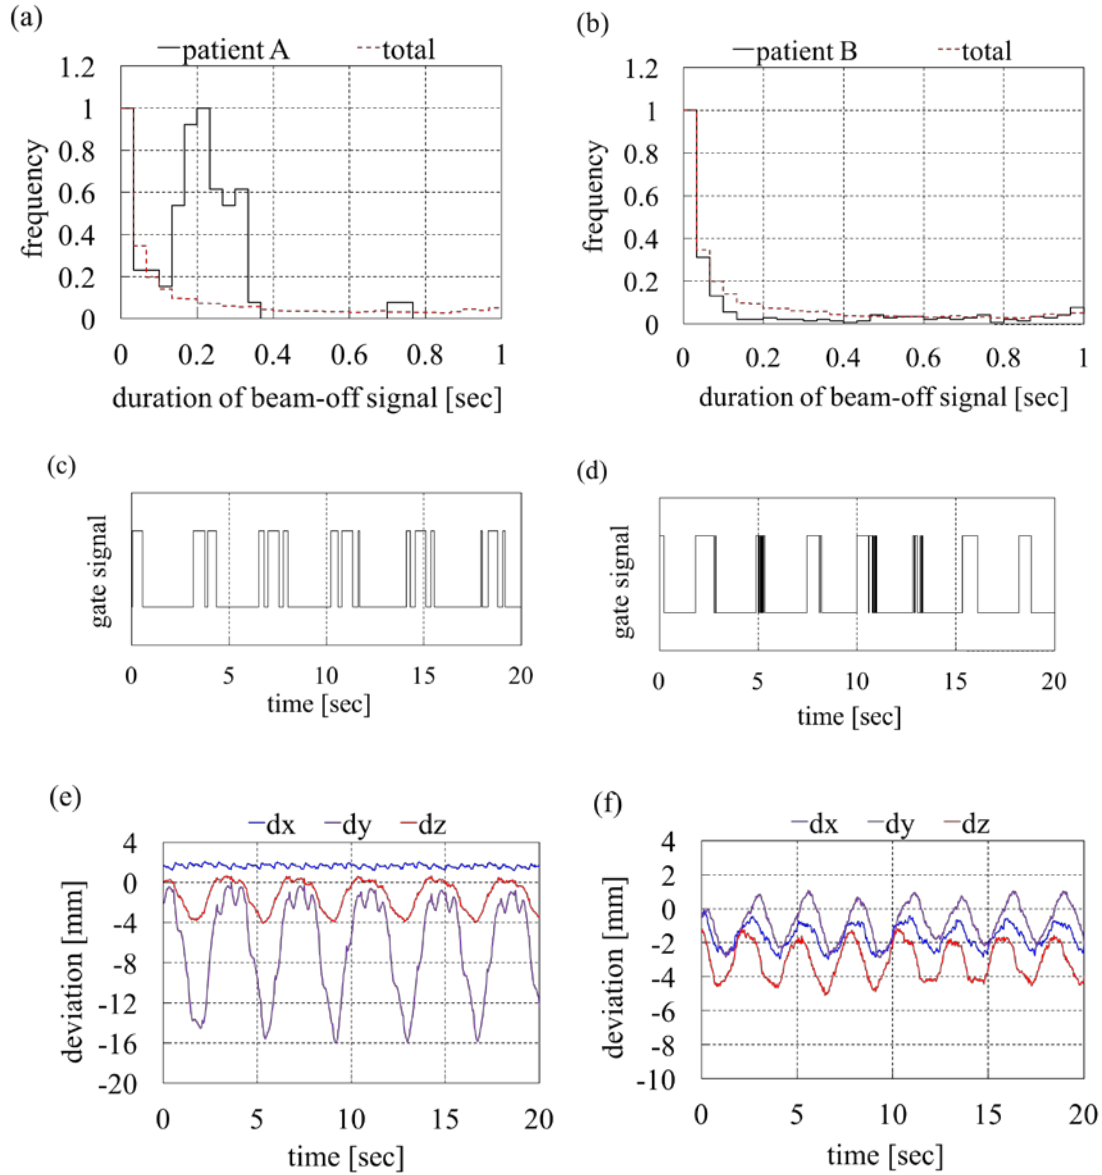 (a)
patient A   total
1.2
1
0.8
0.6
0.4
0.2
0
frequency
0 0.2 0.4 0.6 0.8 1
duration of beam-off signal [sec]
(b)
patient B   total
1.2
1
0.8
0.6
0.4
0.2
0
frequency
0 0.2 0.4 0.6 0.8 1
duration of beam-off signal [sec]
(c)
gate signal
0 5 10 15 20
time [sec]
(d)
gate signal
0 5 10 15 20
time [sec]
(e)
dx dy dz
4
0
-4
-8
-12
-16
-20
deviation [mm]
0 5 10 15 20
time [sec]
(f)
dx dy dz
4
2
0
-2
-4
-6
-8
-10
deviation [mm]
0 5 10 15 20
time [sec]